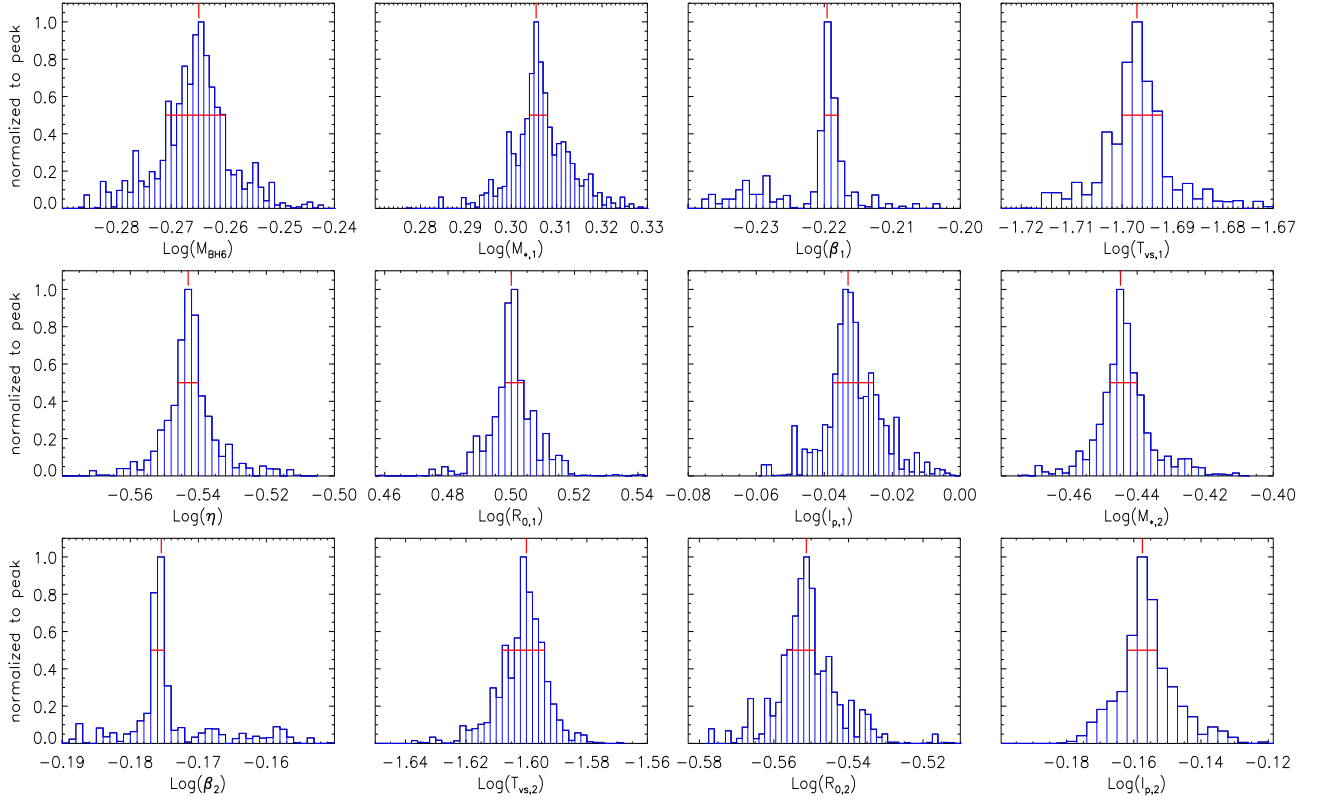 normalized to peak
1.0
0.8
0.6
0.4
0.2
0.0
−0.28 −0.27 −0.26 −0.25 −0.24
Log(M_BH6)
0.28 0.29 0.30 0.31 0.32 0.33
Log(M_*,1)
−0.23 −0.22 −0.21 −0.20
Log(β_1)
−1.72 −1.71 −1.70 −1.69 −1.68 −1.67
Log(T_vs,1)
normalized to peak
1.0
0.8
0.6
0.4
0.2
0.0
−0.56 −0.54 −0.52 −0.50
Log(η)
0.46 0.48 0.50 0.52 0.54
Log(R_0,1)
−0.08 −0.06 −0.04 −0.02 0.00
Log(I_p,1)
−0.46 −0.44 −0.42 −0.40
Log(M_*,2)
normalized to peak
1.0
0.8
0.6
0.4
0.2
0.0
−0.19 −0.18 −0.17 −0.16
Log(β_2)
−1.64 −1.62 −1.60 −1.58 −1.56
Log(T_vs,2)
−0.58 −0.56 −0.54 −0.52
Log(R_0,2)
−0.18 −0.16 −0.14 −0.12
Log(I_p,2)